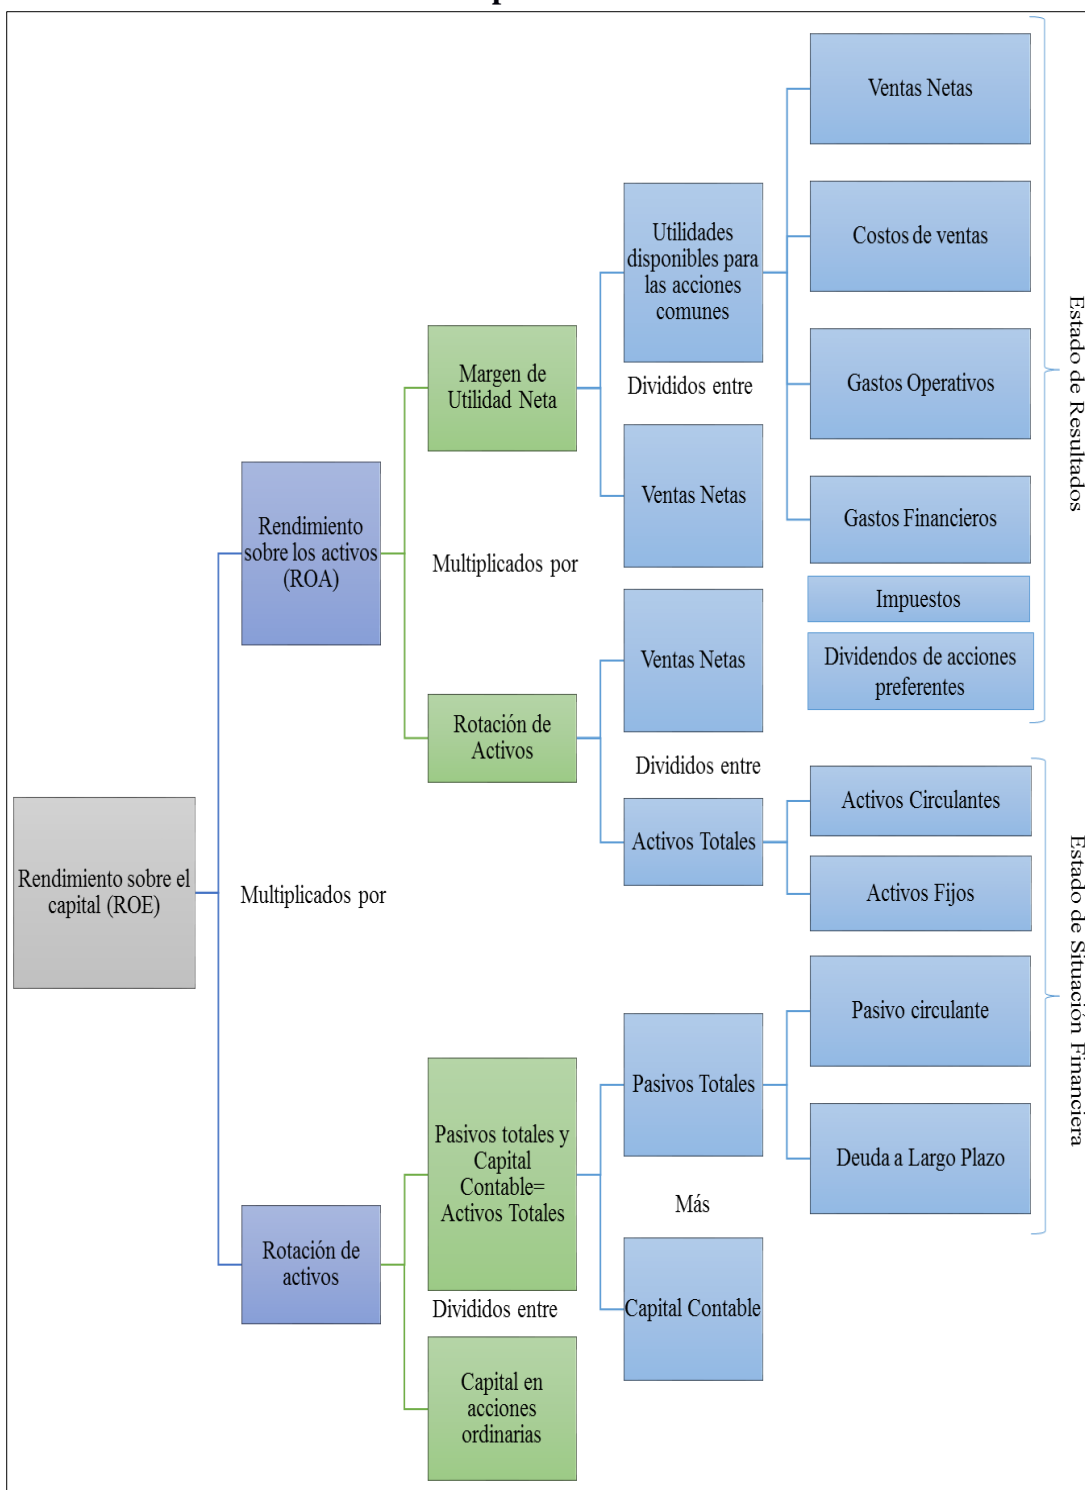 Ventas Netas
Costos de ventas
Gastos Operativos
Gastos Financieros
Impuestos
Dividendos de acciones
preferentes
Estado de Resultados
Utilidades
disponibles para
las acciones
comunes
Divididos entre
Ventas Netas
Margen de
Utilidad Neta
Multiplicados por
Rendimiento
sobre los activos
(ROA)
Ventas Netas
Rotación de
Activos
Divididos entre
Activos Totales
Activos Circulantes
Activos Fijos
Rendimiento sobre el
capital (ROE)
Multiplicados por
Pasivo circulante
Deuda a Largo Plazo
Estado de Situación Financiera
Pasivos Totales
Más
Capital Contable
Pasivos totales y
Capital
Contable=
Activos Totales
Rotación de
activos
Divididos entre
Capital en
acciones
ordinarias